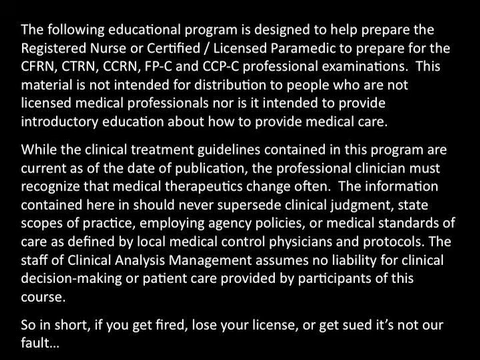 The following educational program is designed to help prepare the
Registered Nurse or Certified / Licensed Paramedic to prepare for the
CFRN, CTRN, CCRN, FP-C and CCP-C professional examinations.  This
material is not intended for distribution to people who are not
licensed medical professionals nor is it intended to provide
introductory education about how to provide medical care.
While the clinical treatment guidelines contained in this program are
current as of the date of publication, the professional clinician must
recognize that medical therapeutics change often.  The information
contained here in should never supersede clinical judgment, state
scopes of practice, employing agency policies, or medical standards of
care as defined by local medical control physicians and protocols. The
staff of Clinical Analysis Management assumes no liability for clinical
decision-making or patient care provided by participants of this
course.
So in short, if you get fired, lose your license, or get sued it’s not our
fault…